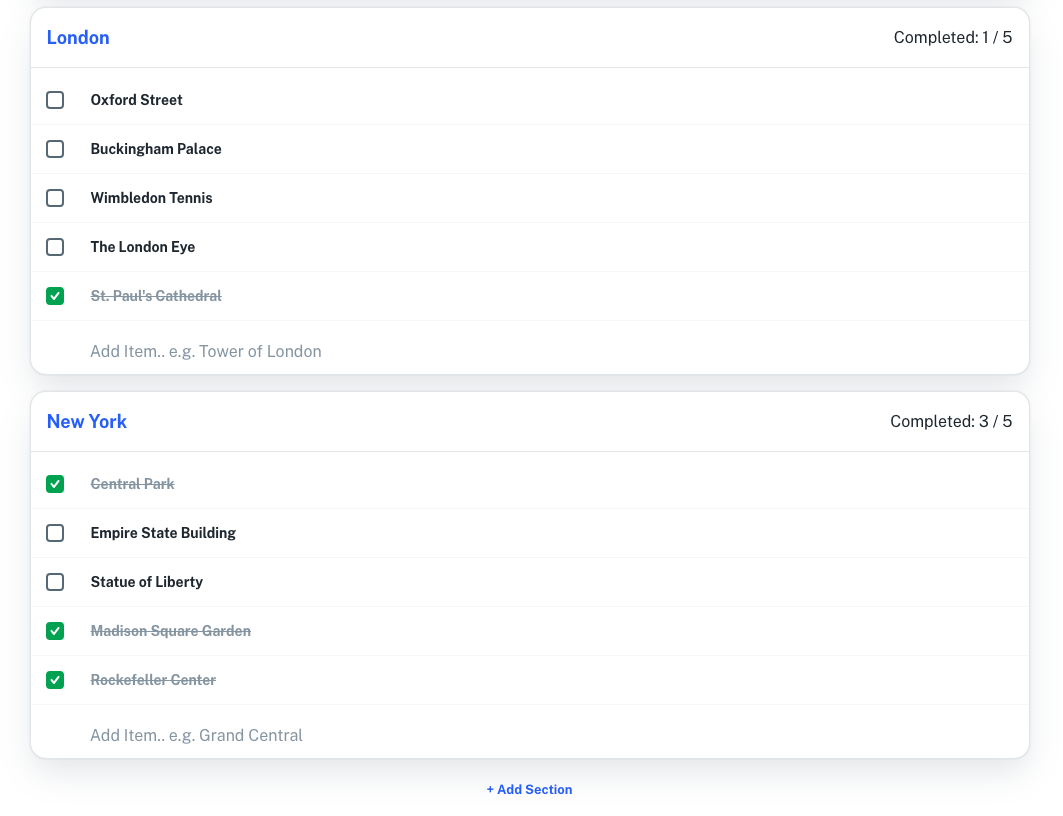 London
Completed: 1 / 5
Oxford Street
Buckingham Palace
Wimbledon Tennis
The London Eye
St. Paul's Cathedral
Add Item.. e.g. Tower of London
New York
Completed: 3 / 5
Central Park
Empire State Building
Statue of Liberty
Madison Square Garden
Rockefeller Center
Add Item.. e.g. Grand Central
+ Add Section